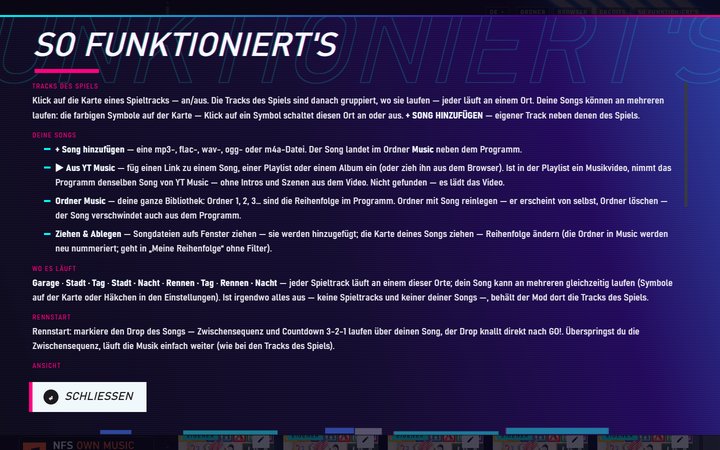 SO FUNKTIONIERT'S
TRACKS DES SPIELS
Klick auf die Karte eines Spieltracks — an/aus. Die Tracks des Spiels sind danach gruppiert, wo sie laufen — jeder läuft an einem Ort. Deine Songs können an mehreren
laufen: die farbigen Symbole auf der Karte — Klick auf ein Symbol schaltet diesen Ort an oder aus. + SONG HINZUFÜGEN — eigener Track neben denen des Spiels.
DEINE SONGS
+ Song hinzufügen — eine mp3-, flac-, wav-, ogg- oder m4a-Datei. Der Song landet im Ordner Music neben dem Programm.
▶ Aus YT Music — füg einen Link zu einem Song, einer Playlist oder einem Album ein (oder zieh ihn aus dem Browser). Ist in der Playlist ein Musikvideo, nimmt das
Programm denselben Song von YT Music — ohne Intros und Szenen aus dem Video. Nicht gefunden — es lädt das Video.
Ordner Music — deine ganze Bibliothek: Ordner 1, 2, 3… sind die Reihenfolge im Programm. Ordner mit Song reinlegen — er erscheint von selbst, Ordner löschen —
der Song verschwindet auch aus dem Programm.
Ziehen & Ablegen — Songdateien aufs Fenster ziehen — sie werden hinzugefügt; die Karte deines Songs ziehen — Reihenfolge ändern (die Ordner in Music werden
neu nummeriert; geht in „Meine Reihenfolge“ ohne Filter).
WO ES LÄUFT
Garage · Stadt · Tag · Stadt · Nacht · Rennen · Tag · Rennen · Nacht — jeder Spieltrack läuft an einem dieser Orte; dein Song kann an mehreren gleichzeitig laufen (Symbole
auf der Karte oder Häkchen in den Einstellungen). Ist irgendwo alles aus — keine Spieltracks und keiner deiner Songs —, behält der Mod dort die Tracks des Spiels.
RENNSTART
Rennstart: markiere den Drop des Songs — Zwischensequenz und Countdown 3-2-1 laufen über deinen Song, der Drop knallt direkt nach GO!. Überspringst du die
Zwischensequenz, läuft die Musik einfach weiter (wie bei den Tracks des Spiels).
ANSICHT
SCHLIESSEN
NFS OWN MUSIC